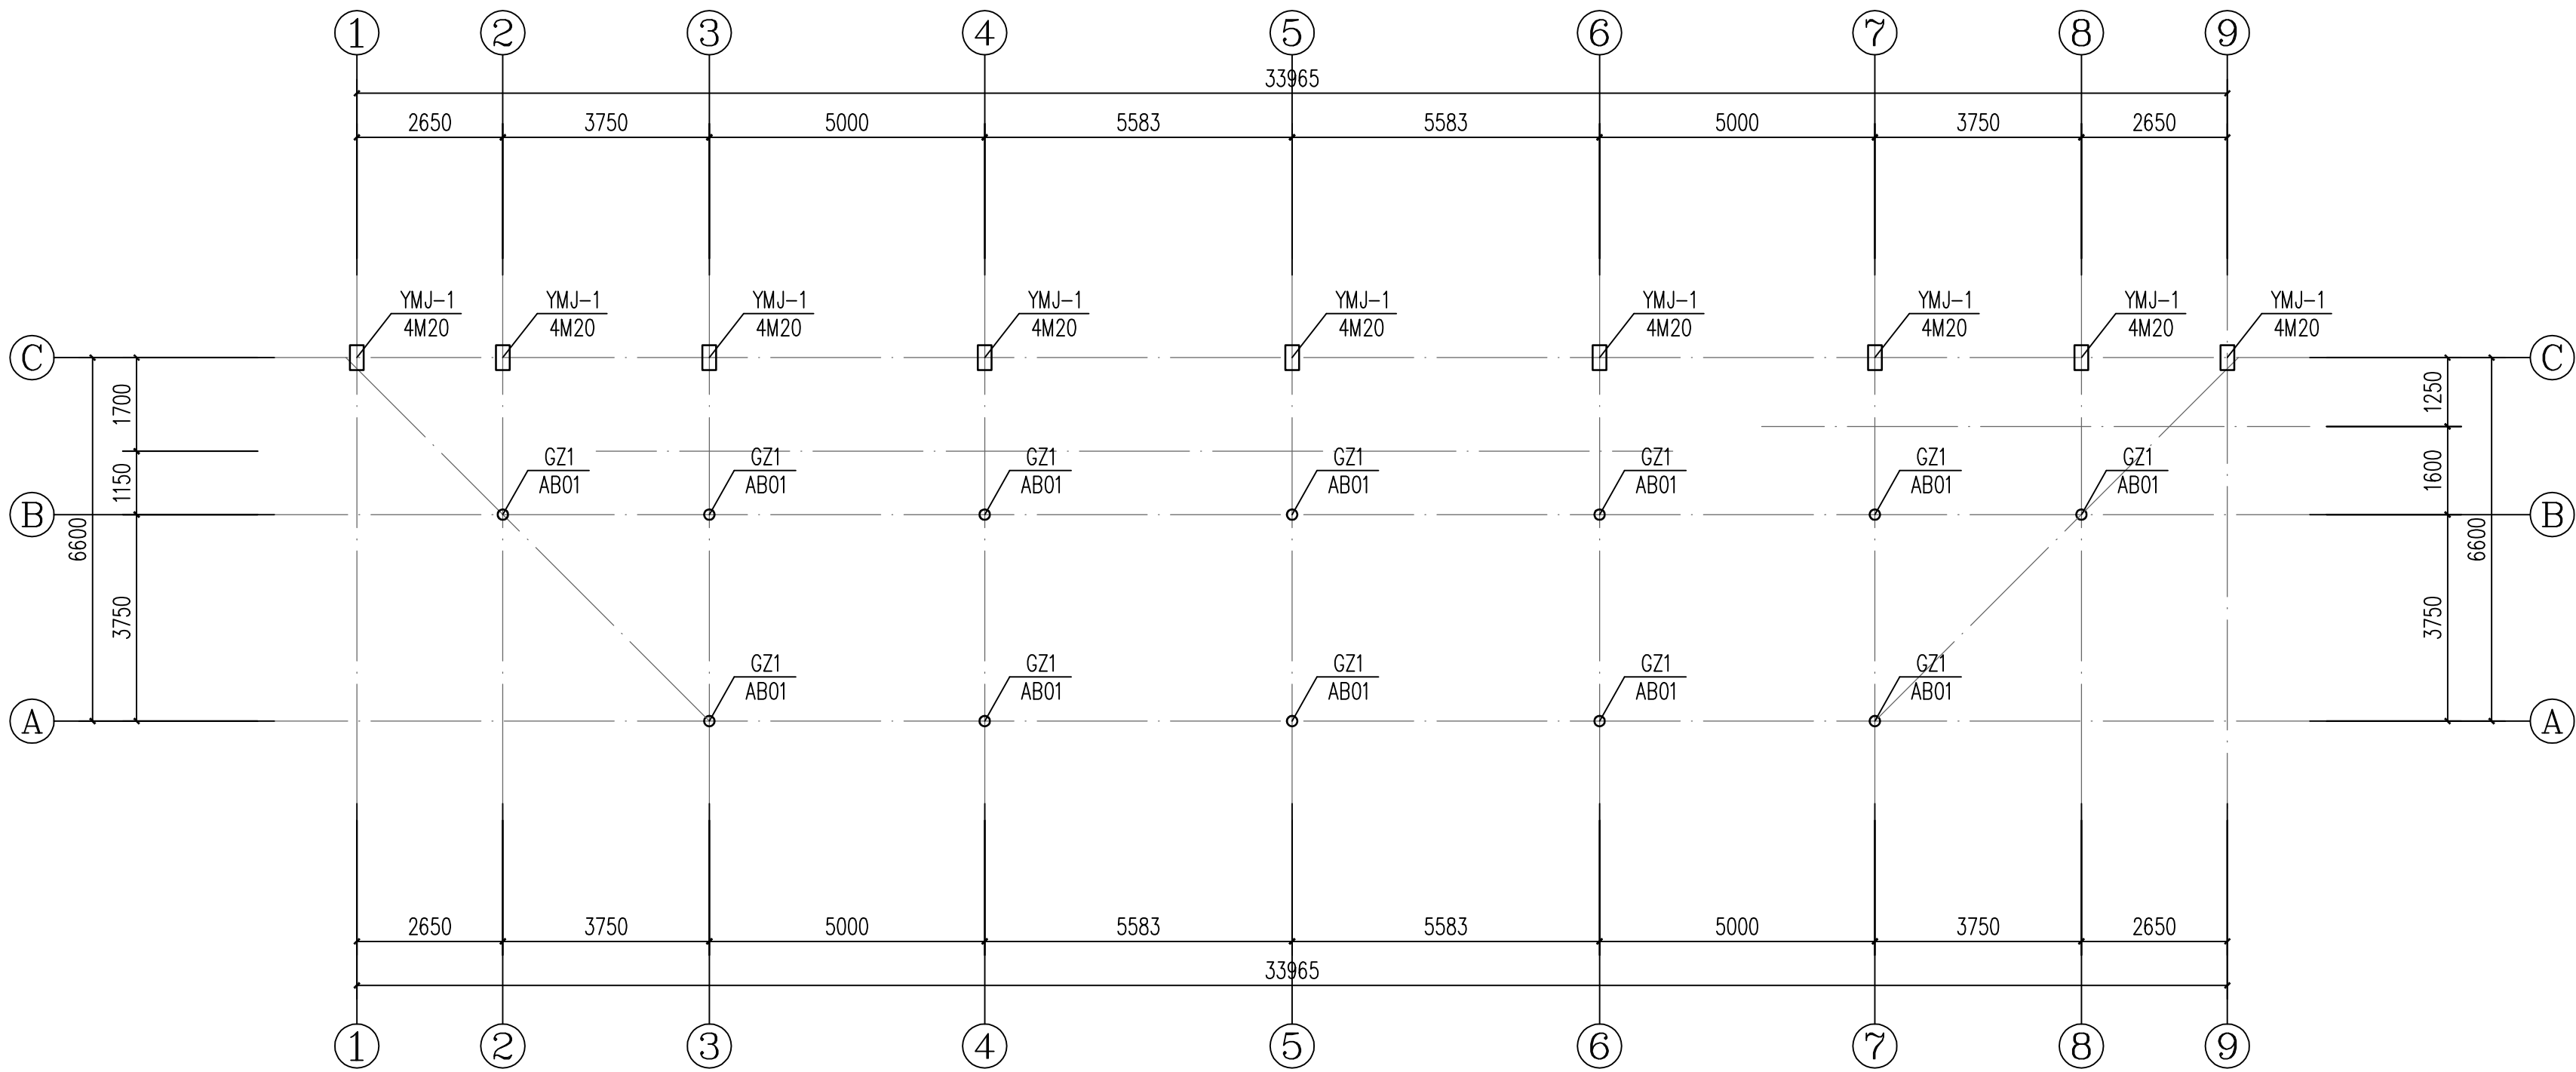 1 2 3 4 5 6 7 8 9
33965
2650 3750 5000 5583 5583 5000 3750 2650
YMJ-1 YMJ-1 YMJ-1 YMJ-1 YMJ-1 YMJ-1 YMJ-1 YMJ-1 YMJ-1
4M20 4M20 4M20 4M20 4M20 4M20 4M20 4M20 4M20
C C
1700 1250
GZ1 GZ1 GZ1 GZ1 GZ1 GZ1 GZ1
AB01 AB01 AB01 AB01 AB01 AB01 AB01
1150 1600
B B
6600 6600
3750 3750
GZ1 GZ1 GZ1 GZ1 GZ1
AB01 AB01 AB01 AB01 AB01
A A
2650 3750 5000 5583 5583 5000 3750 2650
33965
1 2 3 4 5 6 7 8 9